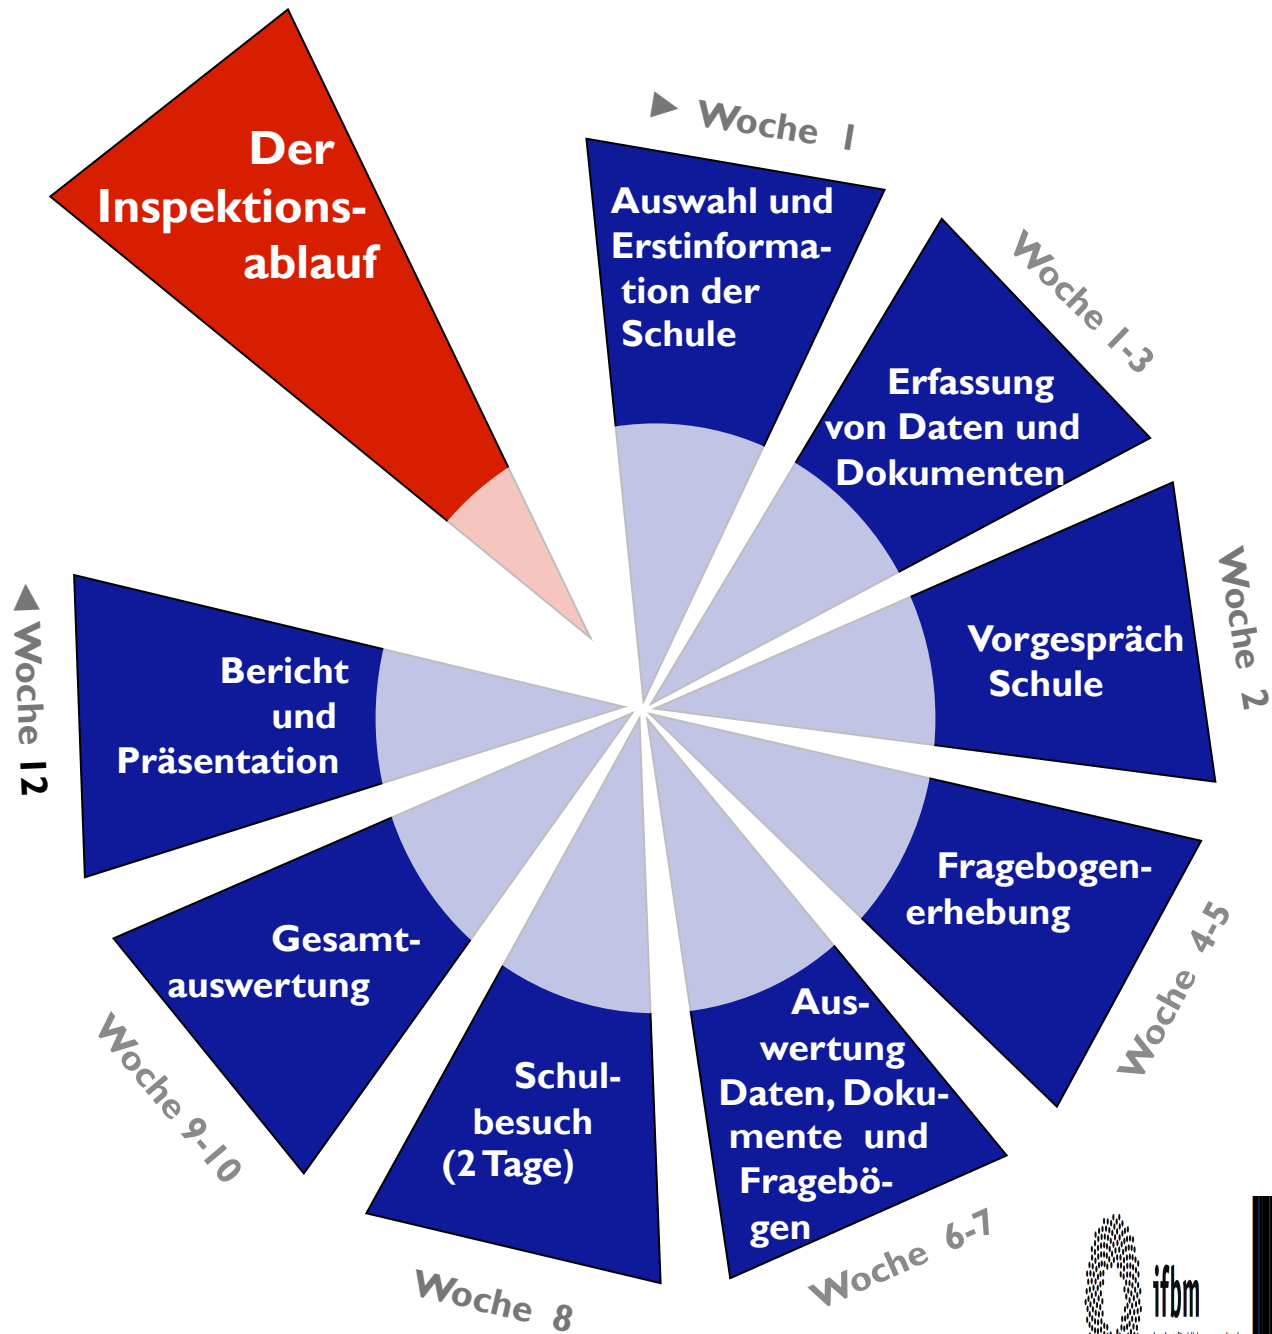 Der
Inspektions-
ablauf
▶ Woche 1
Auswahl und
Erstinforma-
tion der
Schule
Woche 1-3
Erfassung
von Daten und
Dokumenten
Woche 2
Vorgespräch
Schule
Woche 4-5
Fragebogen-
erhebung
Woche 6-7
Aus-
wertung
Daten, Doku-
mente und
Fragebö-
gen
Woche 8
Schul-
besuch
(2 Tage)
Woche 9-10
Gesamt-
auswertung
◀ Woche 12
Bericht
und
Präsentation
ifbm